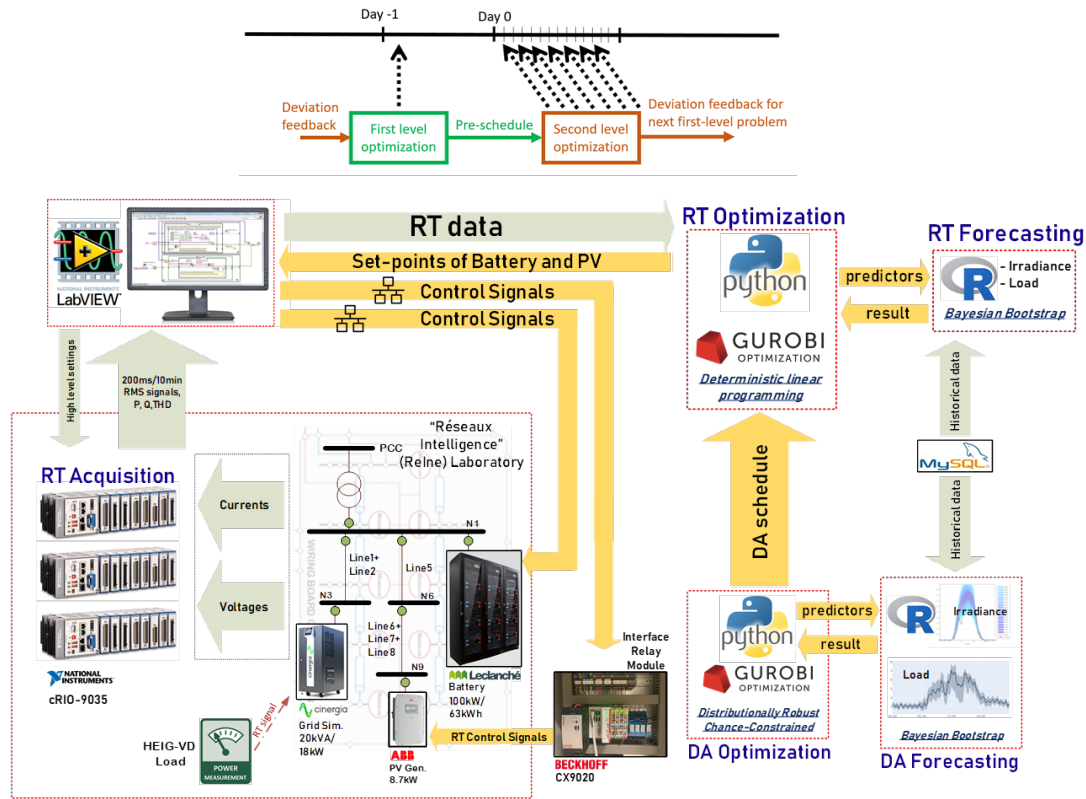 Day -1
Day 0
Deviation
feedback
First level
optimization
Pre-schedule
Second level
optimization
Deviation feedback for
next first-level problem
NATIONAL INSTRUMENTS
LabVIEW
RT data
Set-points of Battery and PV
Control Signals
Control Signals
RT Optimization
python
GUROBI
OPTIMIZATION
Deterministic linear
programming
predictors
result
RT Forecasting
R
- Irradiance
- Load
Bayesian Bootstrap
High level settings
200ms/10min
RMS signals,
P, Q,THD
Historical data
MySQL
Historical data
DA schedule
"Réseaux
Intelligence"
(ReIne) Laboratory
PCC
RT Acquisition
Currents
Voltages
WIRING BOARD
N1
Line1+
Line2
Line5
N3
N6
Line6+
Line7+
Line8
N9
NATIONAL
INSTRUMENTS
cRIO-9035
HEIG-VD
Load
POWER
MEASUREMENT
RT signal
cinergia
cinergia
Grid Sim.
20kVA/
18kW
Leclanché
Battery
100kW/
63kWh
ABB
PV Gen.
8.7kW
RT Control Signals
Interface
Relay
Module
BECKHOFF
CX9020
python
GUROBI
OPTIMIZATION
Distributionally Robust
Chance-Constrained
DA Optimization
predictors
result
R
Irradiance
Load
Bayesian Bootstrap
DA Forecasting